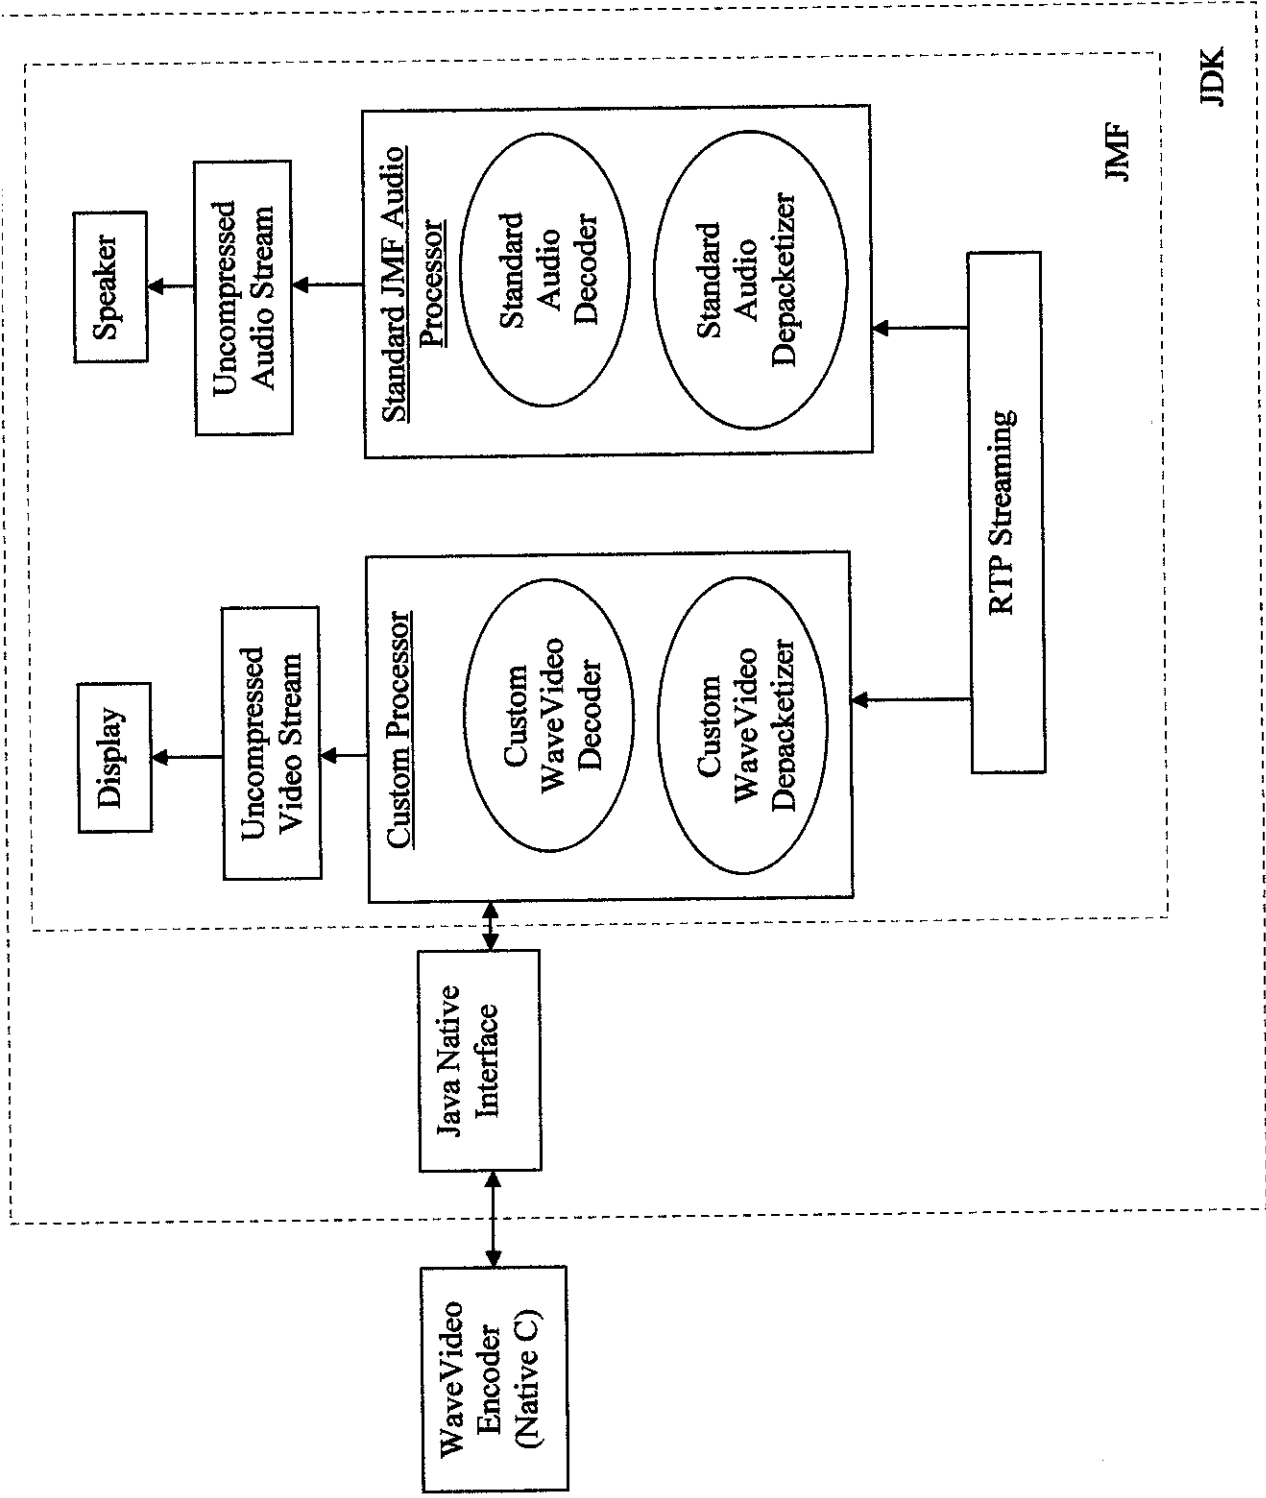 Display
Speaker
Uncompressed
Video Stream
Uncompressed
Audio Stream
Custom Processor
Custom
WaveVideo
Decoder
Custom
WaveVideo
Depacketizer
Standard JMF Audio
Processor
Standard
Audio
Decoder
Standard
Audio
Depacketizer
WaveVideo
Encoder
(Native C)
Java Native
Interface
RTP Streaming
JMF
JDK